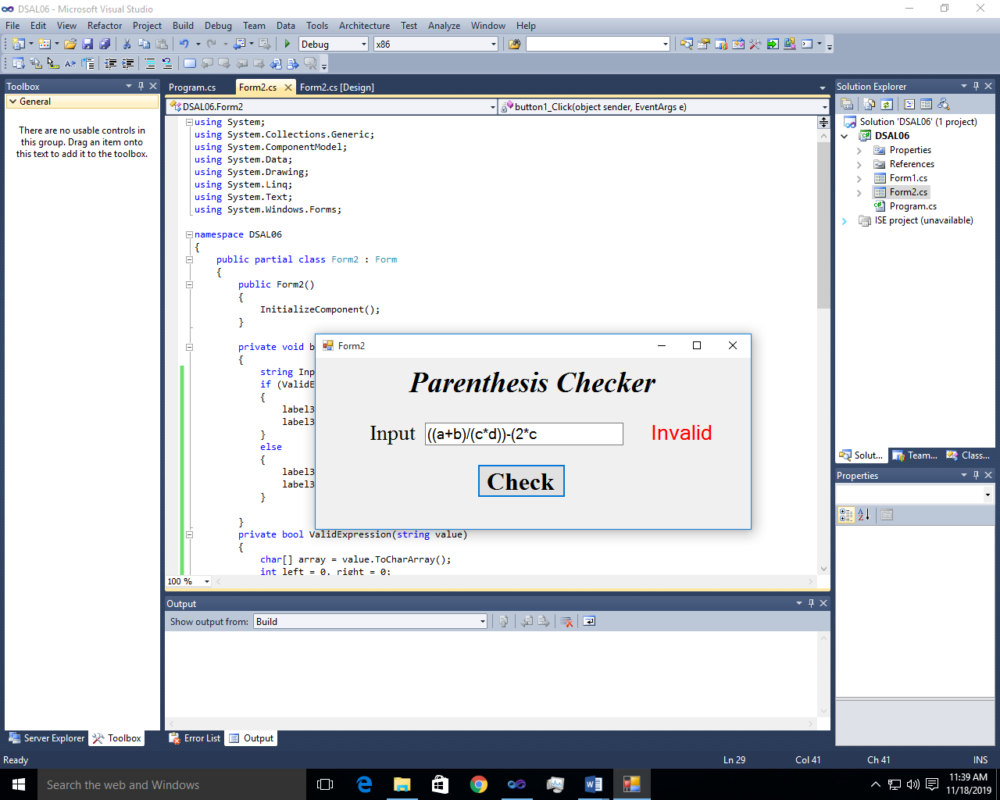 DSAL06 - Microsoft Visual Studio
File Edit View Refactor Project Build Debug Team Data Tools Architecture Test Analyze Window Help
Debug x86
Toolbox
General
There are no usable controls in
this group. Drag an item onto
this text to add it to the toolbox.
Server Explorer Toolbox
Program.cs Form2.cs Form2.cs [Design]
DSAL06.Form2 button1_Click(object sender, EventArgs e)
using System;
using System.Collections.Generic;
using System.ComponentModel;
using System.Data;
using System.Drawing;
using System.Linq;
using System.Text;
using System.Windows.Forms;
namespace DSAL06
{
public partial class Form2 : Form
{
public Form2()
{
InitializeComponent();
}
private void b
{
string Inp
if (ValidE
{
label3
label3
}
else
{
label3
label3
}
}
private bool ValidExpression(string value)
{
char[] array = value.ToCharArray();
int left = 0, right = 0;
100 %
Form2
Parenthesis Checker
Input ((a+b)/(c*d))-(2*c Invalid
Check
Output
Show output from: Build
Error List Output
Solution Explorer
Solution 'DSAL06' (1 project)
DSAL06
Properties
References
Form1.cs
Form2.cs
Program.cs
ISE project (unavailable)
Solut... Team... Class...
Properties
Ready Ln 29 Col 41 Ch 41 INS
Search the web and Windows
11:39 AM
11/18/2019